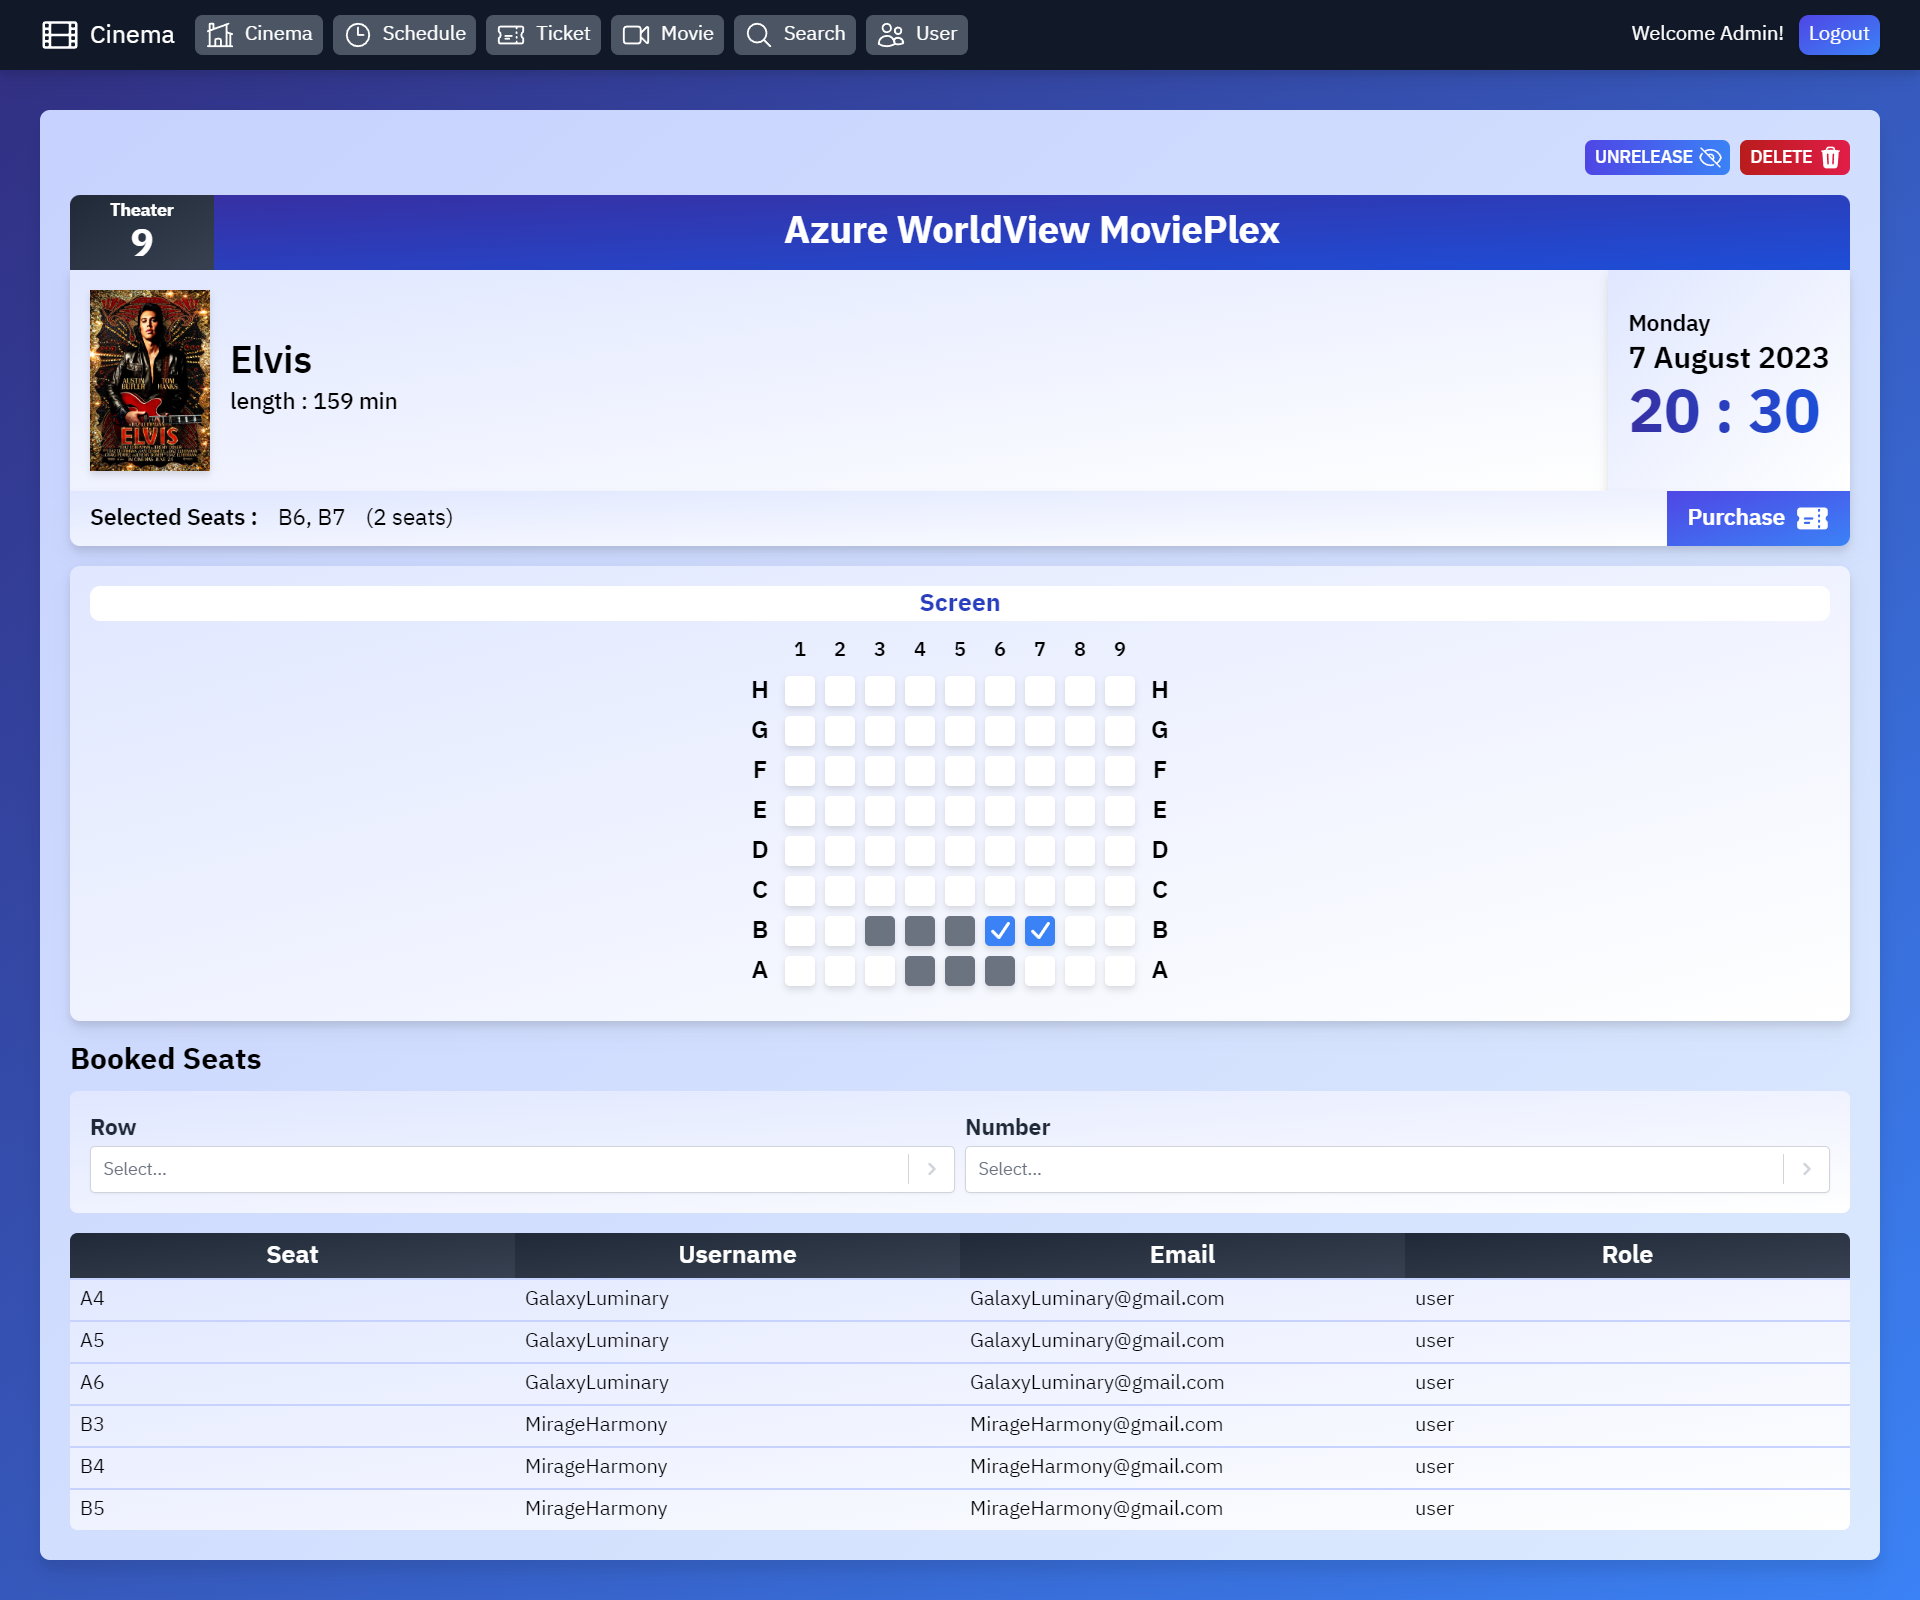 Cinema
Cinema
Schedule
Ticket
Movie
Search
User
Welcome Admin!
Logout
UNRELEASE
DELETE
Theater
9
Azure WorldView MoviePlex
AUSTIN BUTLER TOM HANKS
ELVIS
Elvis
length : 159 min
Monday
7 August 2023
20 : 30
Selected Seats : B6, B7 (2 seats)
Purchase
Screen
1 2 3 4 5 6 7 8 9
H H
G G
F F
E E
D D
C C
B B
A A
Booked Seats
Row Number
Select... Select...
Seat Username Email Role
A4 GalaxyLuminary GalaxyLuminary@gmail.com user
A5 GalaxyLuminary GalaxyLuminary@gmail.com user
A6 GalaxyLuminary GalaxyLuminary@gmail.com user
B3 MirageHarmony MirageHarmony@gmail.com user
B4 MirageHarmony MirageHarmony@gmail.com user
B5 MirageHarmony MirageHarmony@gmail.com user